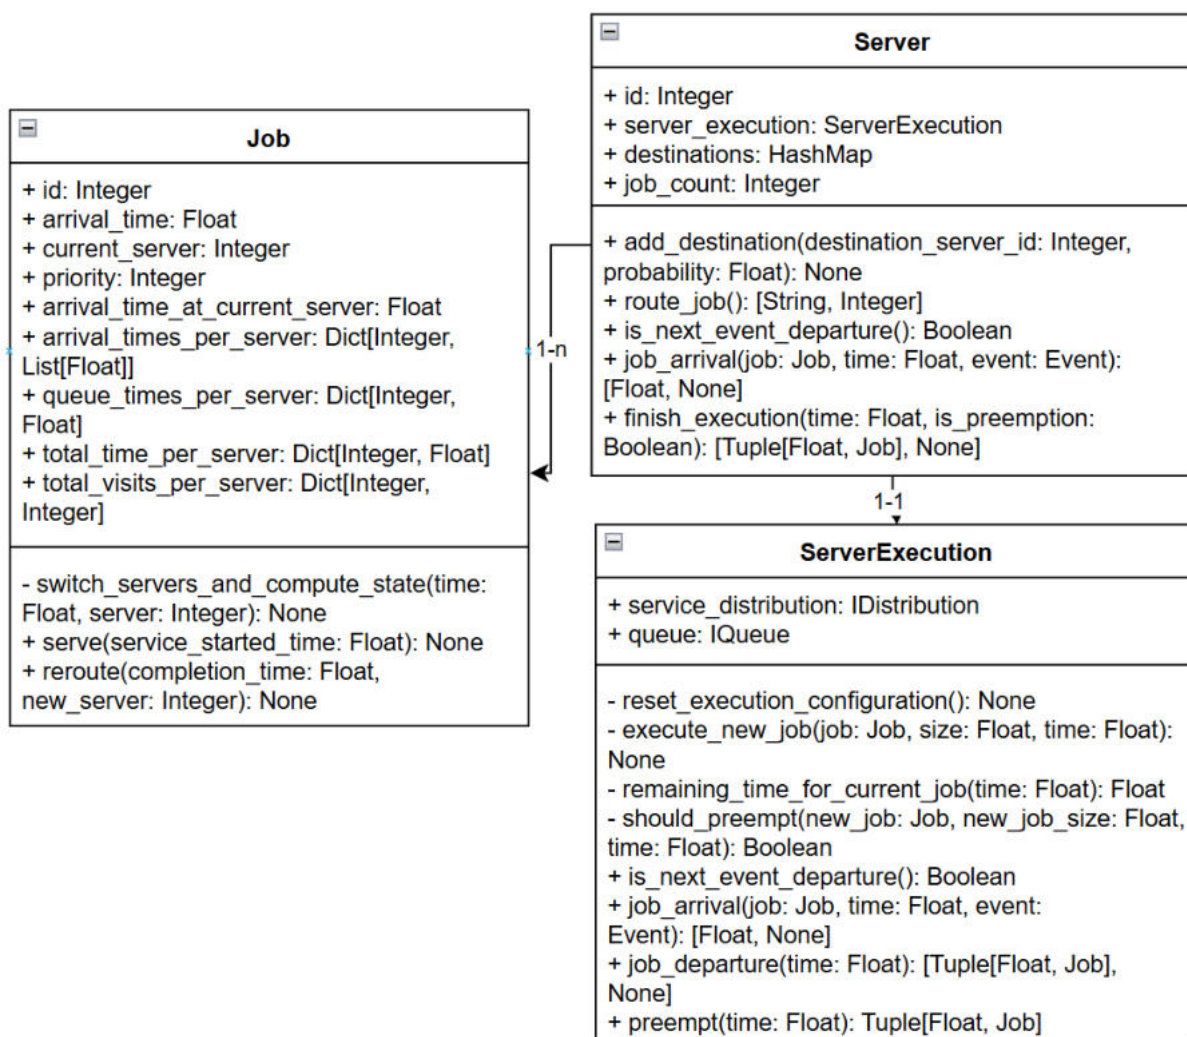 Job
+ id: Integer
+ arrival_time: Float
+ current_server: Integer
+ priority: Integer
+ arrival_time_at_current_server: Float
+ arrival_times_per_server: Dict[Integer,
List[Float]]
+ queue_times_per_server: Dict[Integer,
Float]
+ total_time_per_server: Dict[Integer, Float]
+ total_visits_per_server: Dict[Integer,
Integer]
- switch_servers_and_compute_state(time:
Float, server: Integer): None
+ serve(service_started_time: Float): None
+ reroute(completion_time: Float,
new_server: Integer): None
1-n
Server
+ id: Integer
+ server_execution: ServerExecution
+ destinations: HashMap
+ job_count: Integer
+ add_destination(destination_server_id: Integer,
probability: Float): None
+ route_job(): [String, Integer]
+ is_next_event_departure(): Boolean
+ job_arrival(job: Job, time: Float, event: Event):
[Float, None]
+ finish_execution(time: Float, is_preemption:
Boolean): [Tuple[Float, Job], None]
1-1
ServerExecution
+ service_distribution: IDistribution
+ queue: IQueue
- reset_execution_configuration(): None
- execute_new_job(job: Job, size: Float, time: Float):
None
- remaining_time_for_current_job(time: Float): Float
- should_preempt(new_job: Job, new_job_size: Float,
time: Float): Boolean
+ is_next_event_departure(): Boolean
+ job_arrival(job: Job, time: Float, event:
Event): [Float, None]
+ job_departure(time: Float): [Tuple[Float, Job],
None]
+ preempt(time: Float): Tuple[Float, Job]